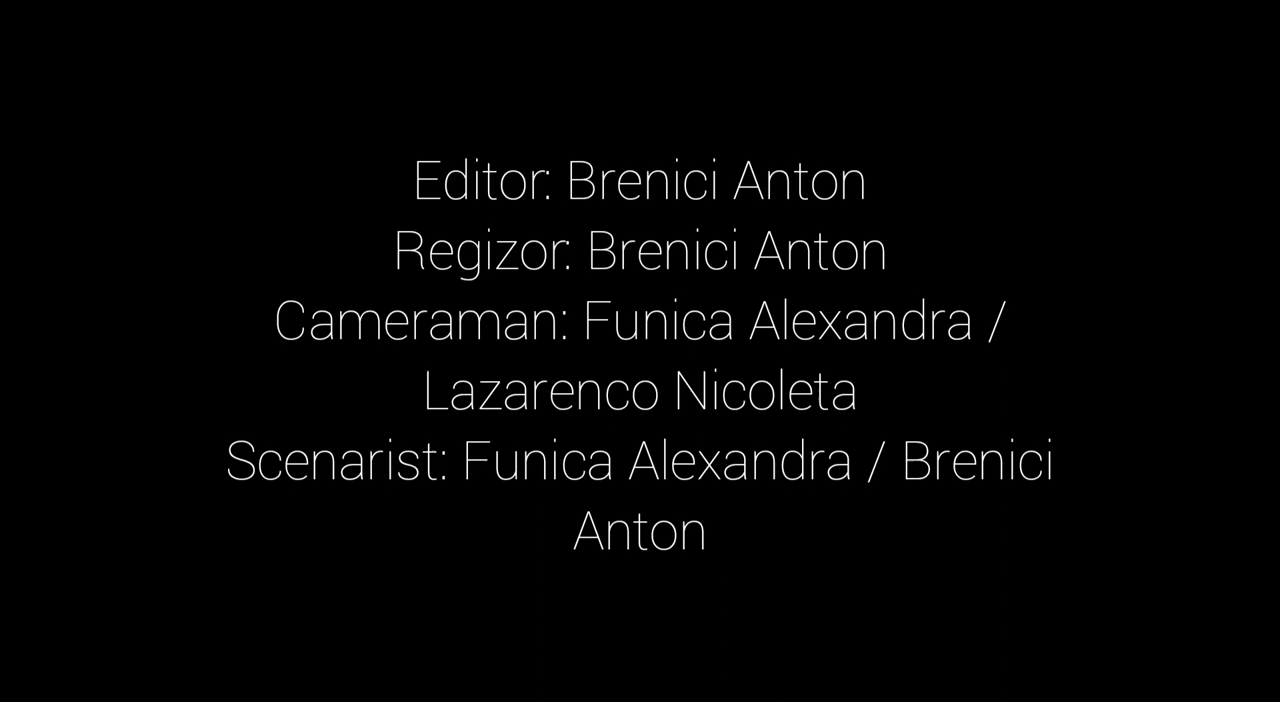 Editor: Brenici Anton
Regizor: Brenici Anton
Cameraman: Funica Alexandra /
Lazarenco Nicoleta
Scenarist: Funica Alexandra / Brenici
Anton